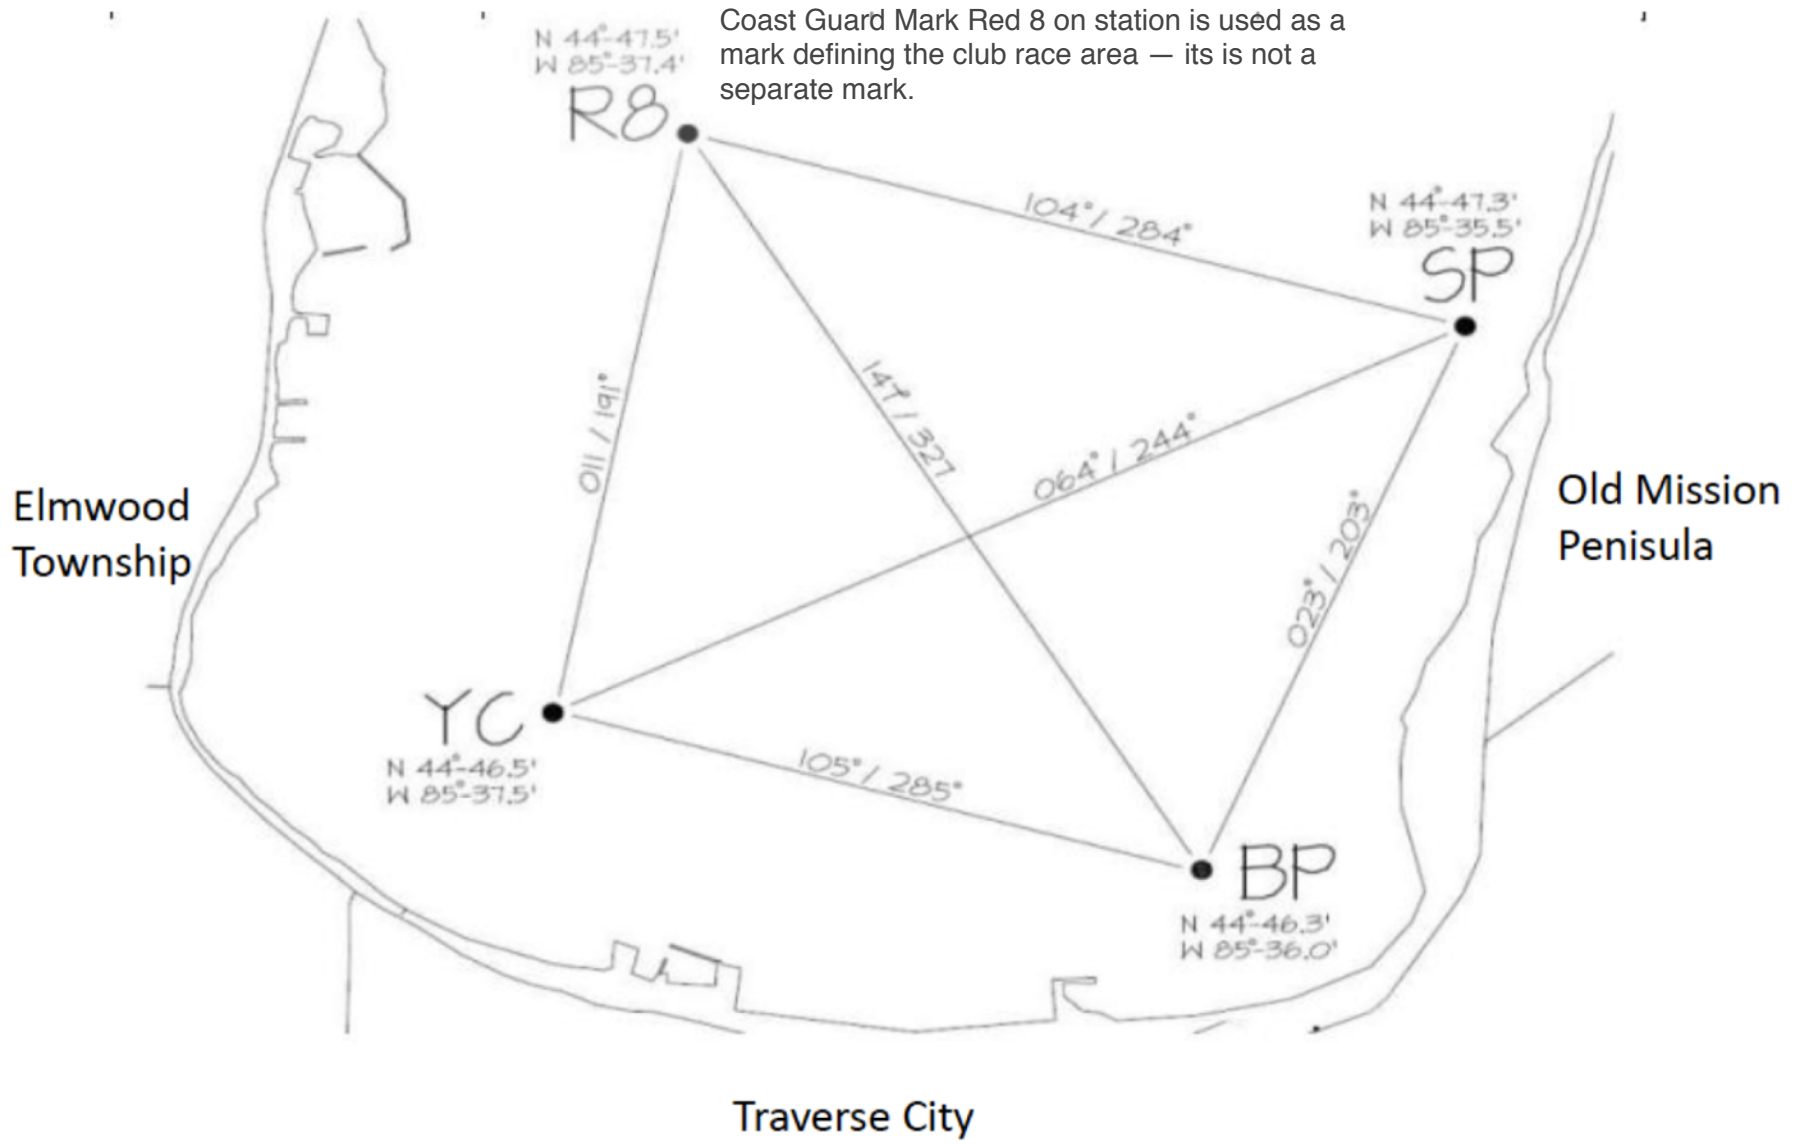 N 44°-47.5'
W 85°-37.4'
R8
Coast Guard Mark Red 8 on station is used as a
mark defining the club race area — its is not a
separate mark.
104° / 284°
N 44°-47.3'
W 85°-35.5'
SP
011 / 191°
147 / 327
064° / 244°
023° / 203°
Elmwood
Township
Old Mission
Penisula
YC
N 44°-46.5'
W 85°-37.5'
105° / 285°
BP
N 44°-46.3'
W 85°-36.0'
Traverse City